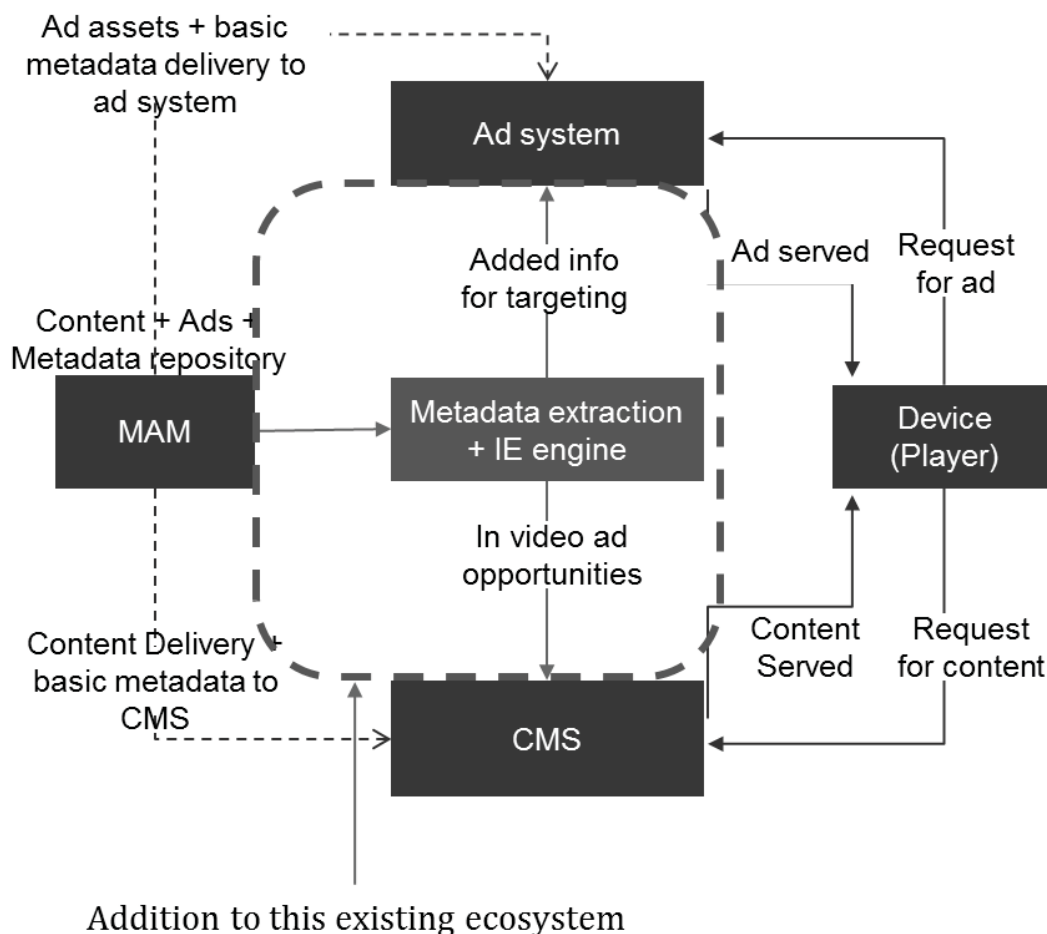 Ad assets + basic
metadata delivery to
ad system
Ad system
Added info
for targeting
Ad served
Request
for ad
Content + Ads +
Metadata repository
MAM
Metadata extraction
+ IE engine
Device
(Player)
In video ad
opportunities
Content Delivery +
basic metadata to
CMS
Content
Served
Request
for content
CMS
Addition to this existing ecosystem